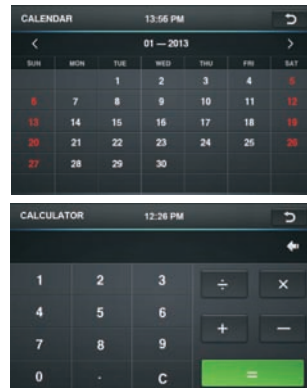 CALENDAR 13:56 PM
< 01 — 2013 >
SUN MON TUE WED THU FRI SAT
1 2 3 4 5
6 7 8 9 10 11 12
13 14 15 16 17 18 19
20 21 22 23 24 25 26
27 28 29 30
CALCULATOR 12:26 PM
1 2 3 ÷ ×
4 5 6
+ —
7 8 9
0 . C =